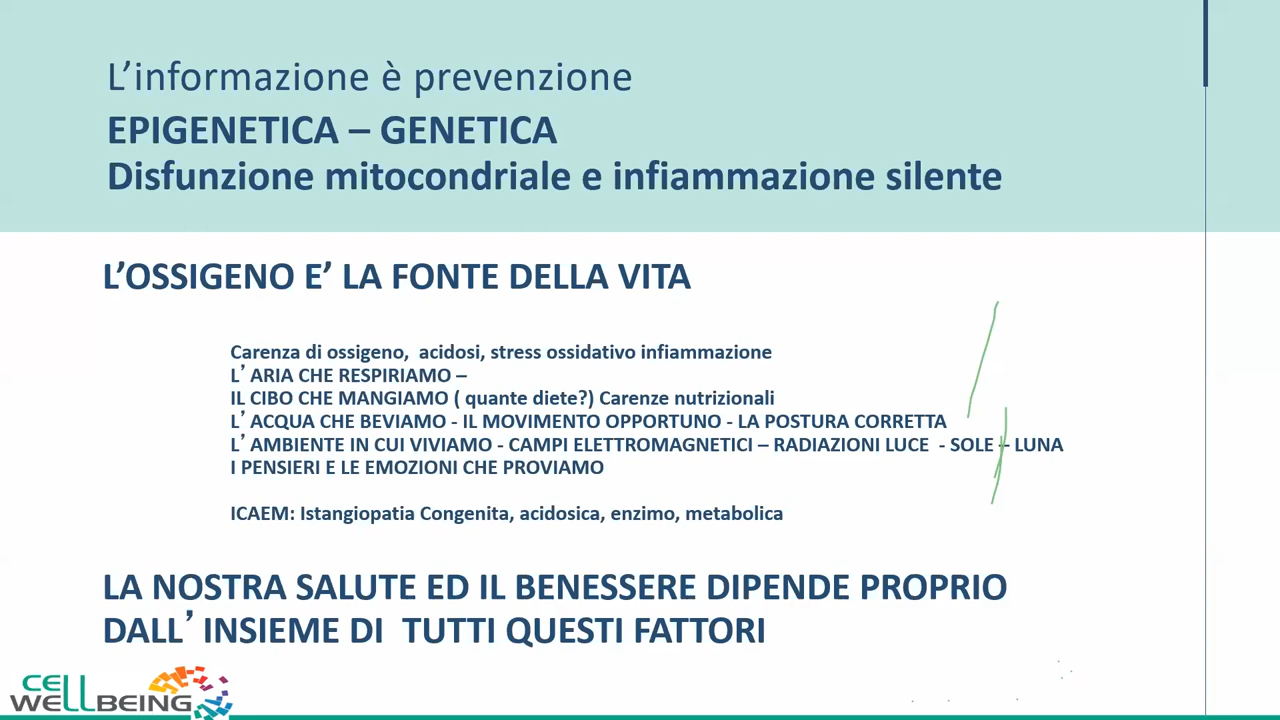 L’informazione è prevenzione
EPIGENETICA – GENETICA
Disfunzione mitocondriale e infiammazione silente
L’OSSIGENO E’ LA FONTE DELLA VITA
Carenza di ossigeno, acidosi, stress ossidativo infiammazione
L’ ARIA CHE RESPIRIAMO –
IL CIBO CHE MANGIAMO ( quante diete?) Carenze nutrizionali
L’ ACQUA CHE BEVIAMO - IL MOVIMENTO OPPORTUNO - LA POSTURA CORRETTA
L’ AMBIENTE IN CUI VIVIAMO - CAMPI ELETTROMAGNETICI – RADIAZIONI LUCE - SOLE – LUNA
I PENSIERI E LE EMOZIONI CHE PROVIAMO
ICAEM: Istangiopatia Congenita, acidosica, enzimo, metabolica
LA NOSTRA SALUTE ED IL BENESSERE DIPENDE PROPRIO
DALL’ INSIEME DI TUTTI QUESTI FATTORI
CELL
WELLBEING